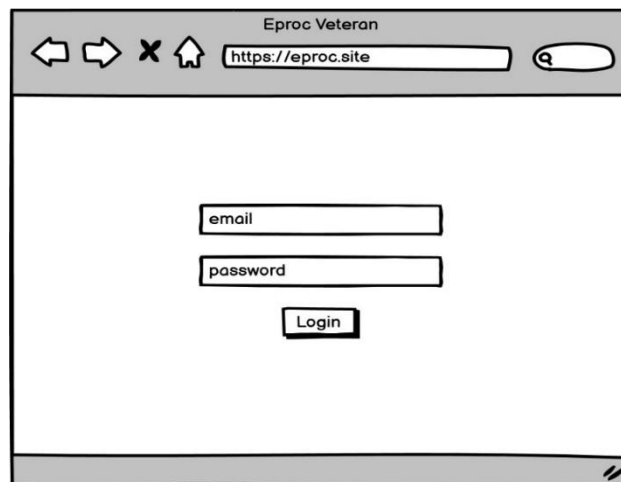 Eproc Veteran
https://eproc.site
email
password
Login